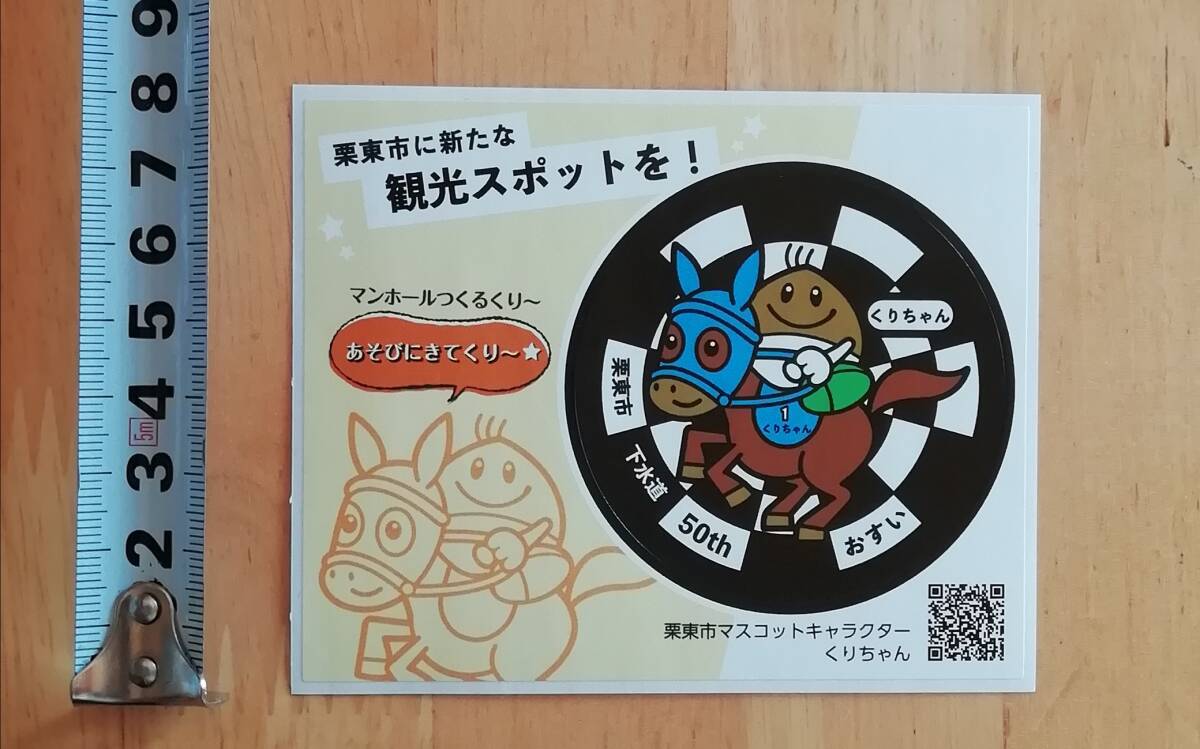 9
8
7
6
5
4
5m
3
2
栗東市に新たな
観光スポットを！
マンホールつくるくり～
あそびにきてくり～★
くりちゃん
栗東市
1
くりちゃん
下水道
50th
おすい
栗東市マスコットキャラクター
くりちゃん